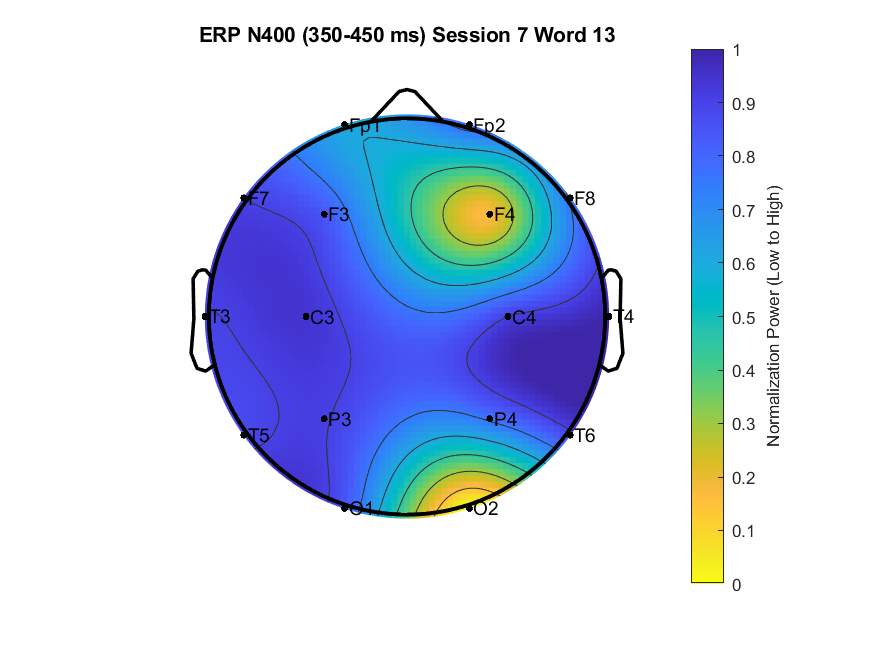 ERP N400 (350-450 ms) Session 7 Word 13
Fp1
Fp2
F7
F3
F4
F8
T3
C3
C4
T4
T5
P3
P4
T6
O1
O2
1
0.9
0.8
0.7
0.6
0.5
0.4
0.3
0.2
0.1
0
Normalization Power (Low to High)